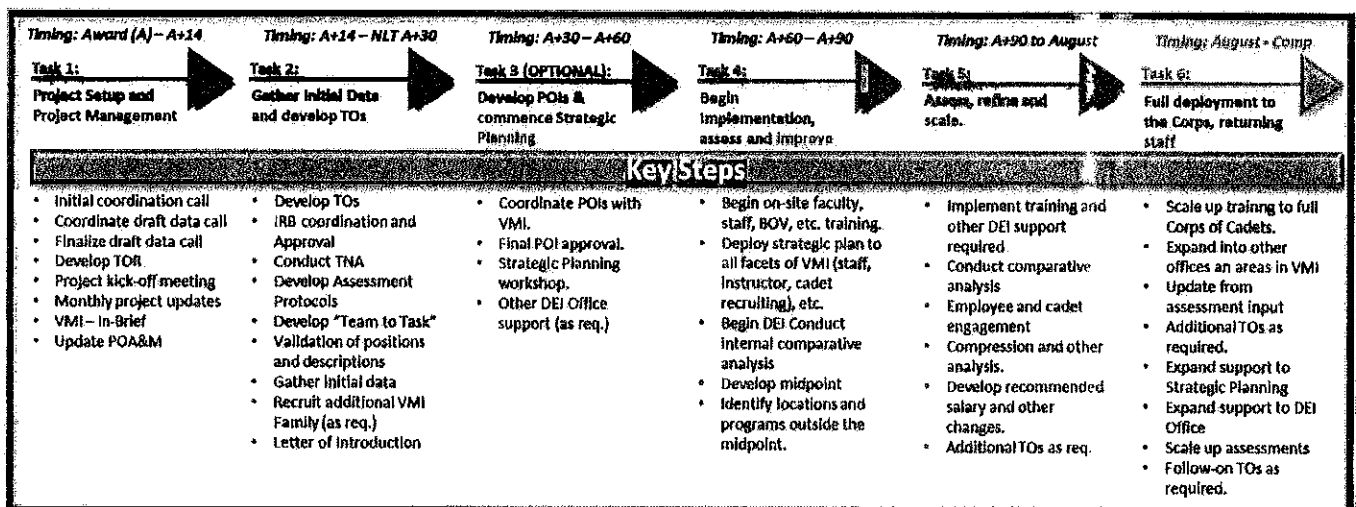 Timing: Award (A) – A+14
Task 1:
Project Setup and
Project Management
Timing: A+14 – NLT A+30
Task 2:
Gather Initial Data
and develop TOs
Timing: A+30 – A+60
Task 3 (OPTIONAL):
Develop POIs &
commence Strategic
Planning
Timing: A+60 – A+90
Task 4:
Begin
Implementation,
assess and improve
Timing: A+90 to August
Task 5:
Assess, refine and
scale.
Timing: August - Comp
Task 6:
Full deployment to
the Corps, returning
staff
Key Steps
• Initial coordination call
• Coordinate draft data call
• Finalize draft data call
• Develop TOR
• Project kick-off meeting
• Monthly project updates
• VMI – In-Brief
• Update POA&M
• Develop TOs
• IRB coordination and
Approval
• Conduct TNA
• Develop Assessment
Protocols
• Develop "Team to Task"
• Validation of positions
and descriptions
• Gather initial data
• Recruit additional VMI
Family (as req.)
• Letter of Introduction
• Coordinate POIs with
VMI.
• Final POI approval.
• Strategic Planning
workshop.
• Other DEI Office
support (as req.)
• Begin on-site faculty,
staff, BOV, etc. training.
• Deploy strategic plan to
all facets of VMI (staff,
instructor, cadet
recruiting), etc.
• Begin DEI Conduct
internal comparative
analysis
• Develop midpoint
• Identify locations and
programs outside the
midpoint.
• Implement training and
other DEI support
required
• Conduct comparative
analysis
• Employee and cadet
engagement
• Compression and other
analysis.
• Develop recommended
salary and other
changes.
• Additional TOs as req.
• Scale up trainng to full
Corps of Cadets.
• Expand into other
offices an areas in VMI
• Update from
assessment input
• Additional TOs as
required.
• Expand support to
Strategic Planning
• Expand support to DEI
Office
• Scale up assessments
• Follow-on TOs as
required.